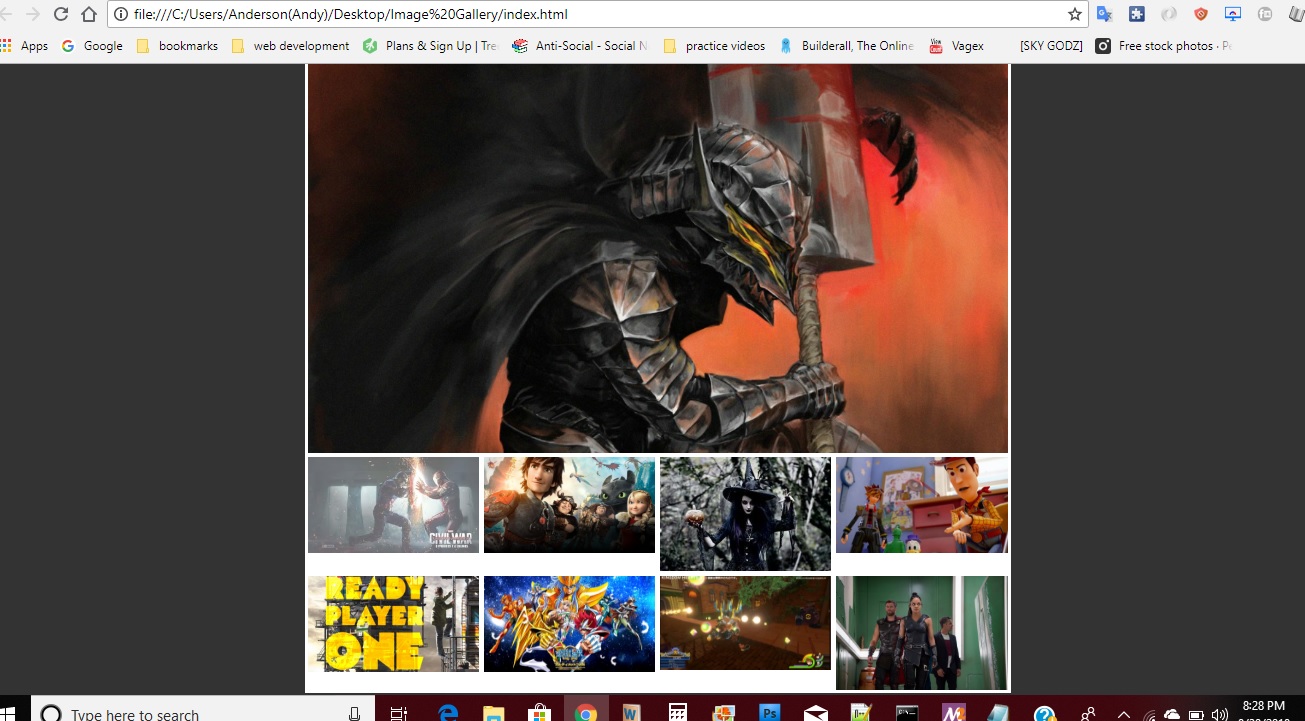 file:///C:/Users/Anderson(Andy)/Desktop/Image%20Gallery/index.html
Apps Google bookmarks web development Plans & Sign Up | Tre Anti-Social - Social N practice videos Builderall, The Online Vagex [SKY GODZ] Free stock photos · P
CIVIL WAR
READY
PLAYER
ONE
Type here to search
8:28 PM